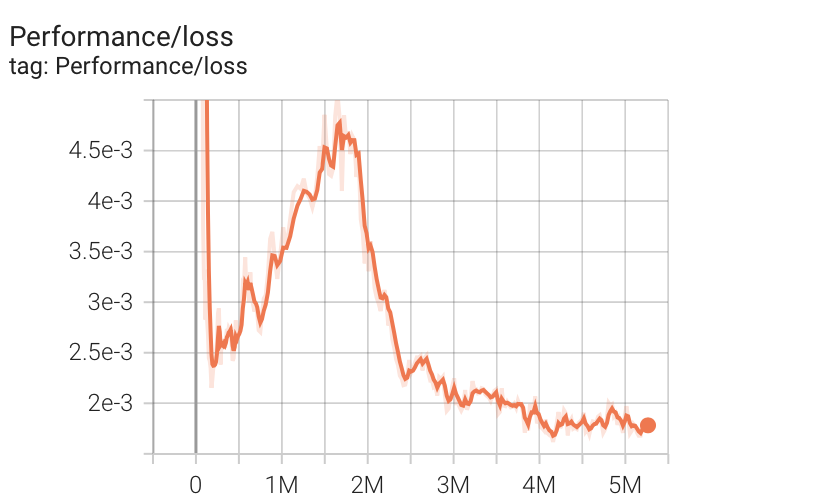 Performance/loss
tag: Performance/loss
4.5e-3
4e-3
3.5e-3
3e-3
2.5e-3
2e-3
0 1M 2M 3M 4M 5M